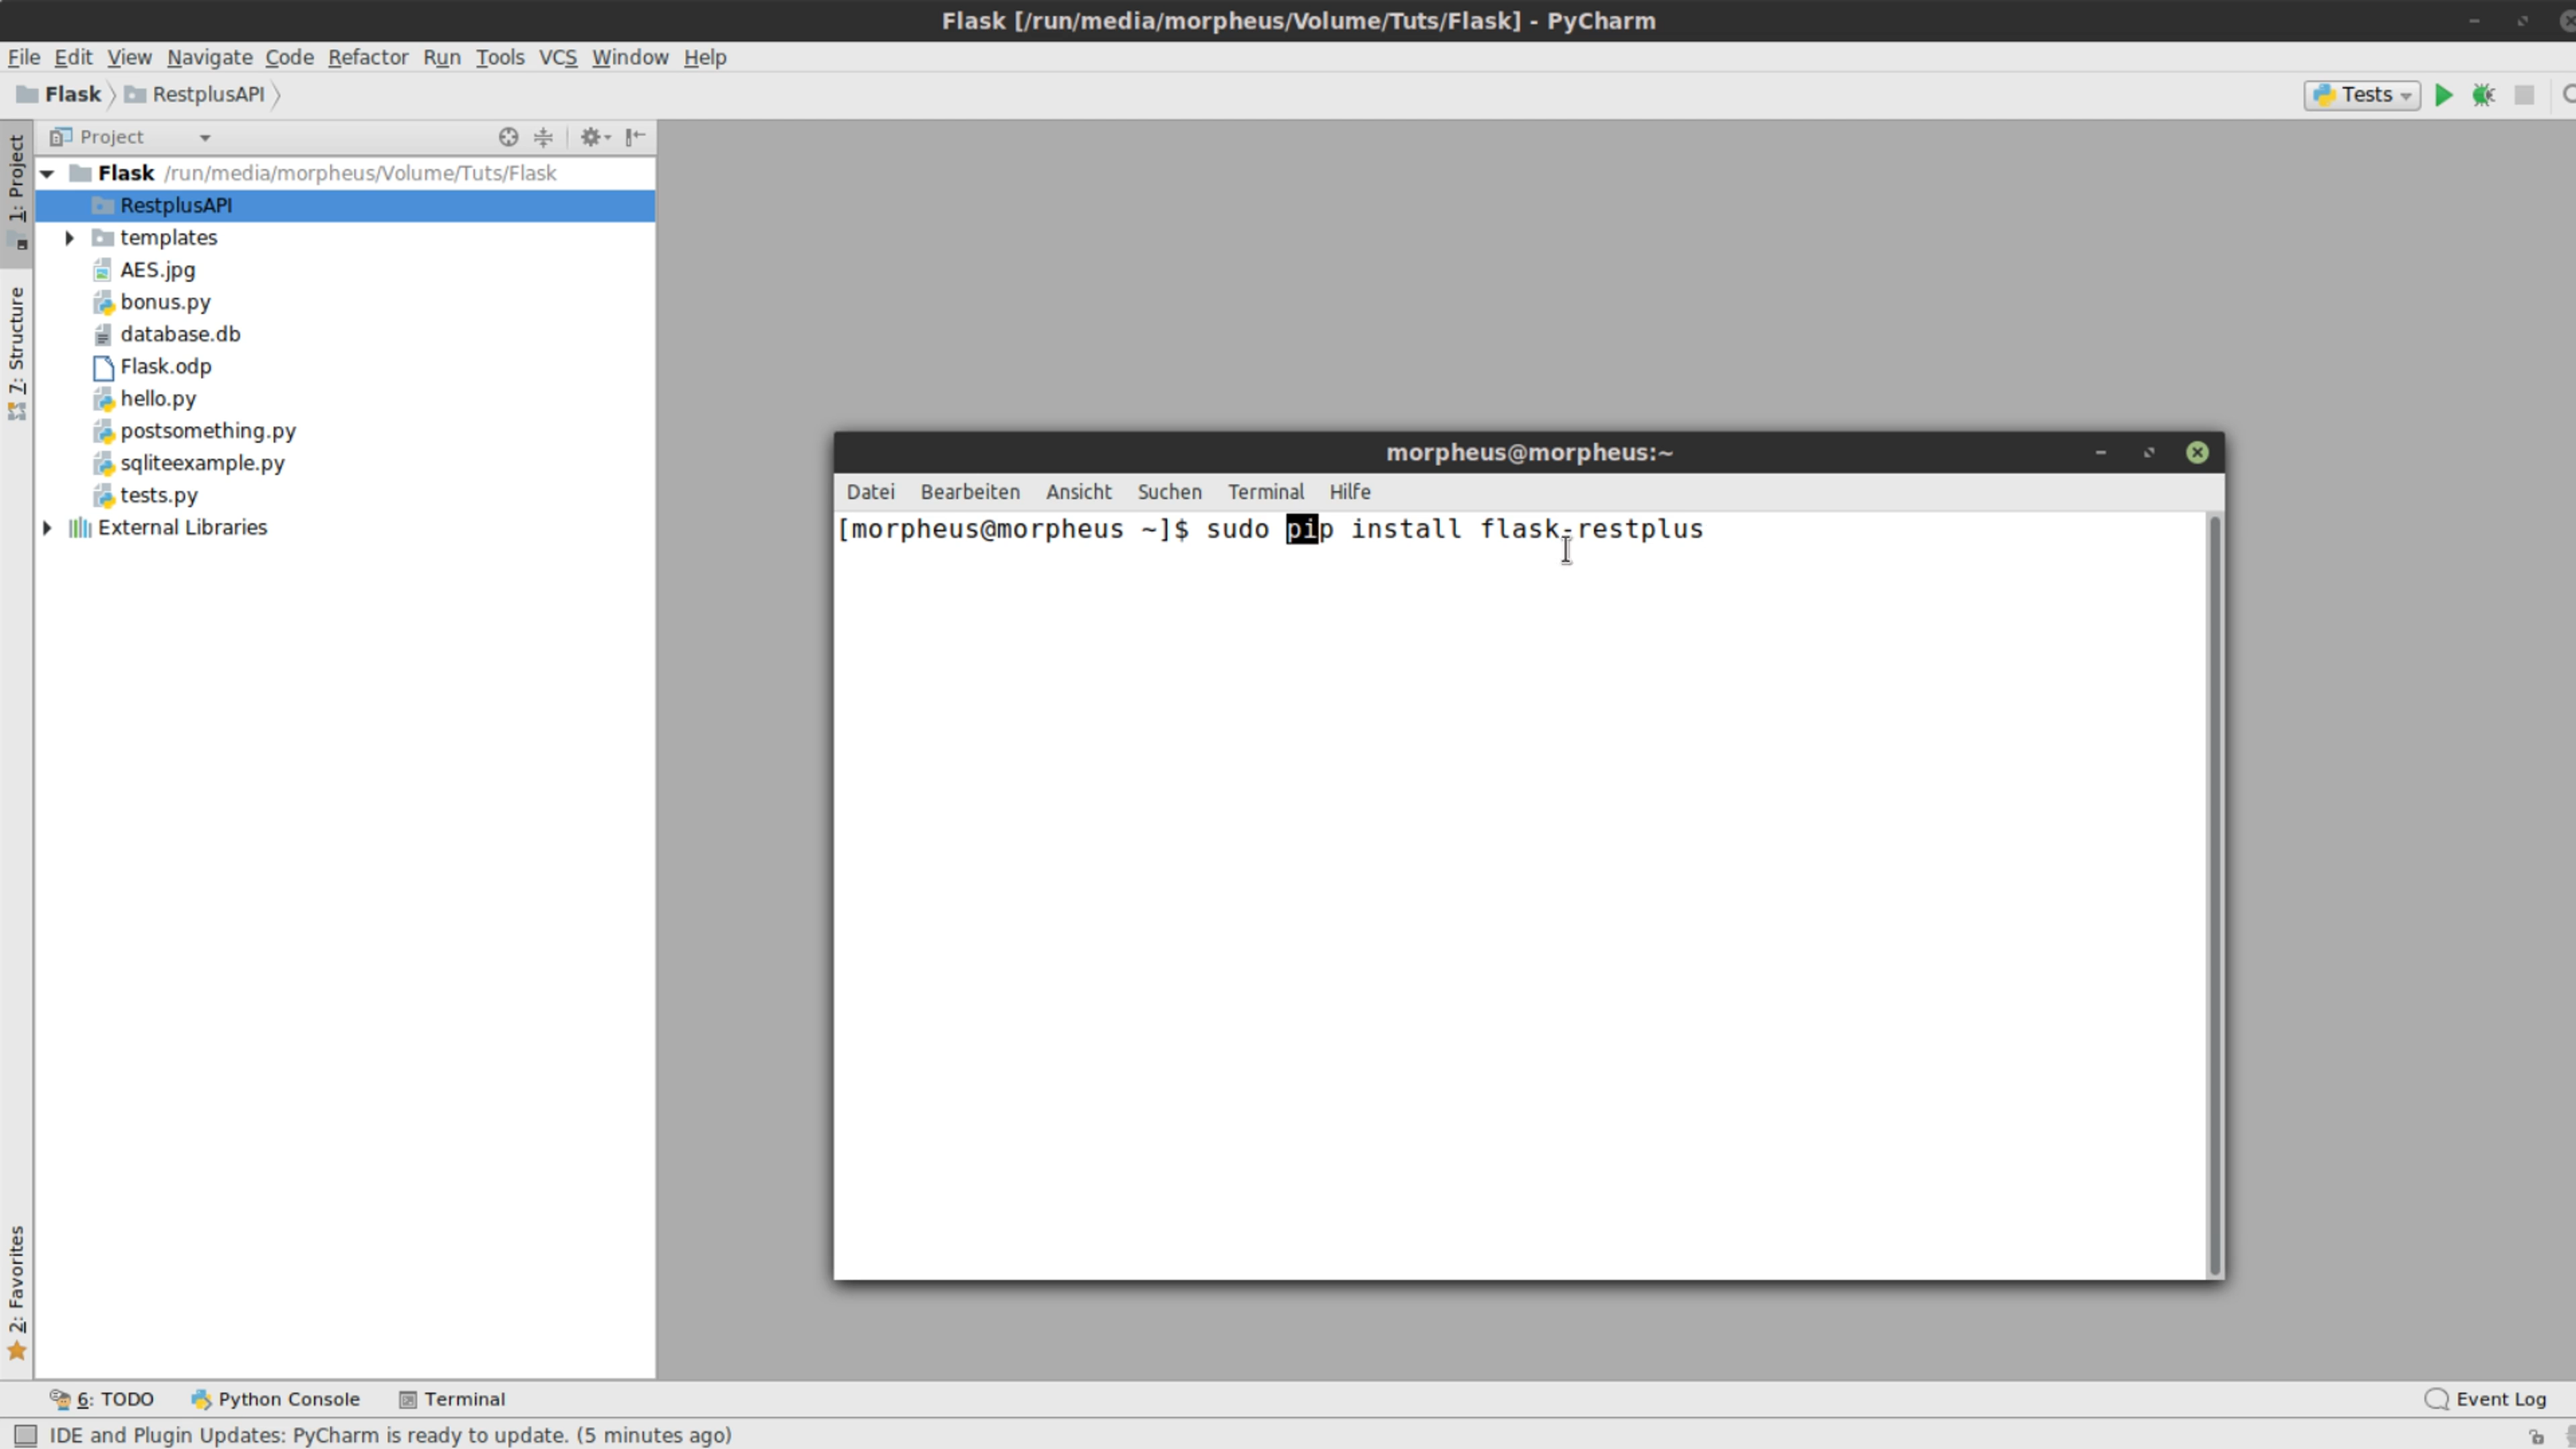 Flask [/run/media/morpheus/Volume/Tuts/Flask] - PyCharm
File Edit View Navigate Code Refactor Run Tools VCS Window Help
Flask RestplusAPI
Tests
1: Project
7: Structure
2: Favorites
Project
Flask /run/media/morpheus/Volume/Tuts/Flask
RestplusAPI
templates
AES.jpg
bonus.py
database.db
Flask.odp
hello.py
postsomething.py
sqliteexample.py
tests.py
External Libraries
morpheus@morpheus:~
Datei Bearbeiten Ansicht Suchen Terminal Hilfe
[morpheus@morpheus ~]$ sudo pip install flask-restplus
6: TODO Python Console Terminal
Event Log
IDE and Plugin Updates: PyCharm is ready to update. (5 minutes ago)